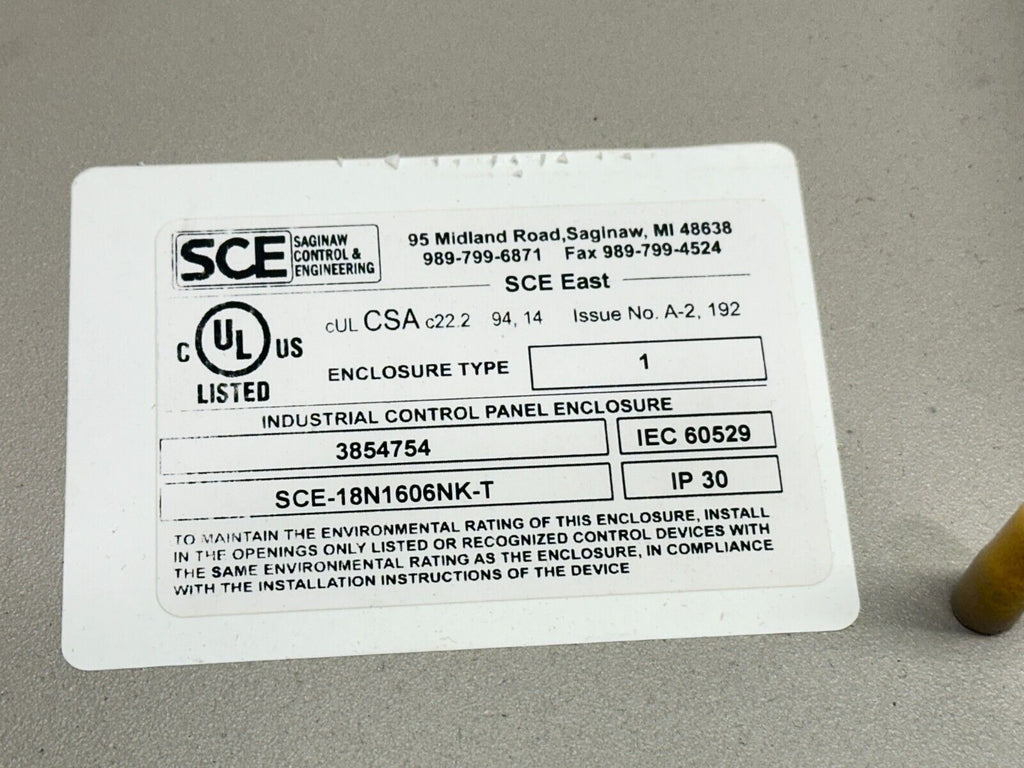 SCE SAGINAW
CONTROL &
ENGINEERING
95 Midland Road,Saginaw, MI 48638
989-799-6871 Fax 989-799-4524
SCE East
C UL US
LISTED
cUL CSA c22.2 94, 14 Issue No. A-2, 192
ENCLOSURE TYPE 1
INDUSTRIAL CONTROL PANEL ENCLOSURE
3854754 IEC 60529
SCE-18N1606NK-T IP 30
TO MAINTAIN THE ENVIRONMENTAL RATING OF THIS ENCLOSURE, INSTALL
IN THE OPENINGS ONLY LISTED OR RECOGNIZED CONTROL DEVICES WITH
THE SAME ENVIRONMENTAL RATING AS THE ENCLOSURE, IN COMPLIANCE
WITH THE INSTALLATION INSTRUCTIONS OF THE DEVICE